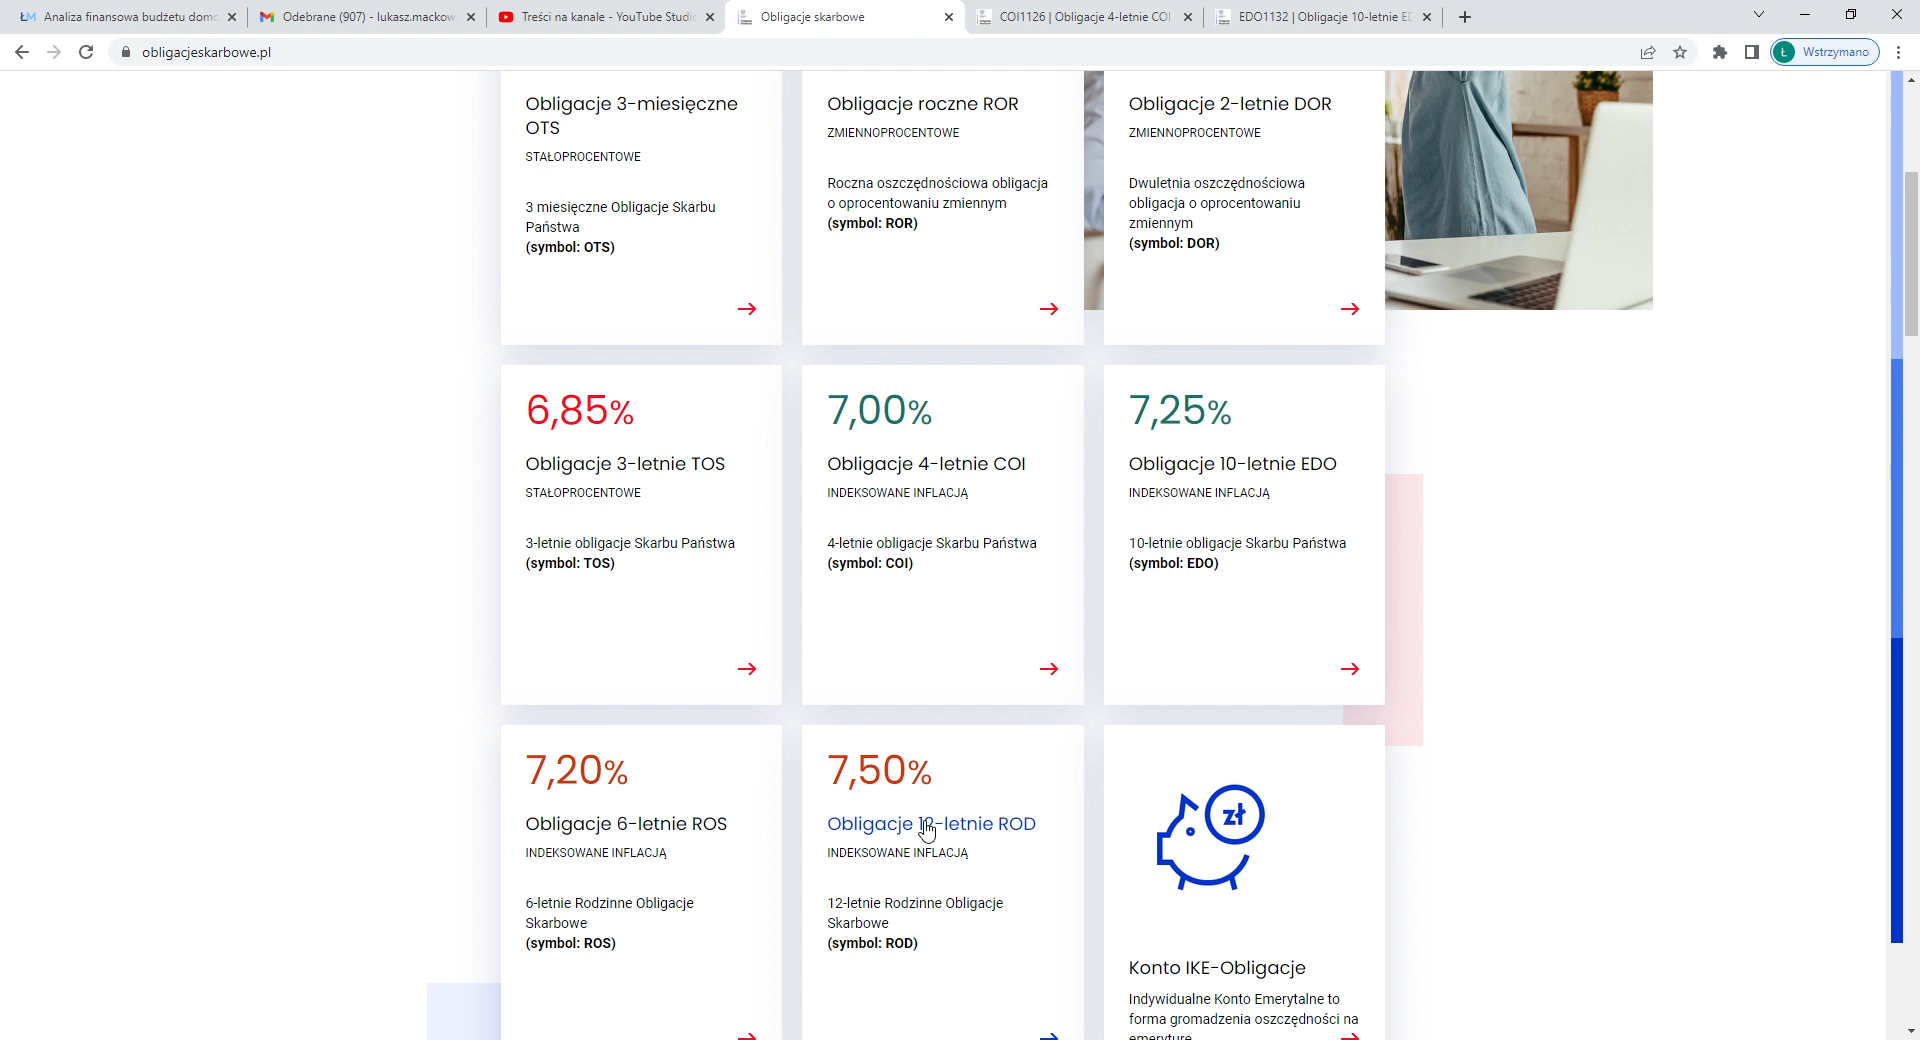 Analiza finansowa budżetu domo
Odebrane (907) - lukasz.mackow
Treści na kanale - YouTube Studio
Obligacje skarbowe
COI1126 | Obligacje 4-letnie COI
EDO1132 | Obligacje 10-letnie ED
obligacjeskarbowe.pl
Ł
Wstrzymano
Obligacje 3-miesięczne
OTS
STAŁOPROCENTOWE
3 miesięczne Obligacje Skarbu
Państwa
(symbol: OTS)
Obligacje roczne ROR
ZMIENNOPROCENTOWE
Roczna oszczędnościowa obligacja
o oprocentowaniu zmiennym
(symbol: ROR)
Obligacje 2-letnie DOR
ZMIENNOPROCENTOWE
Dwuletnia oszczędnościowa
obligacja o oprocentowaniu
zmiennym
(symbol: DOR)
6,85%
Obligacje 3-letnie TOS
STAŁOPROCENTOWE
3-letnie obligacje Skarbu Państwa
(symbol: TOS)
7,00%
Obligacje 4-letnie COI
INDEKSOWANE INFLACJĄ
4-letnie obligacje Skarbu Państwa
(symbol: COI)
7,25%
Obligacje 10-letnie EDO
INDEKSOWANE INFLACJĄ
10-letnie obligacje Skarbu Państwa
(symbol: EDO)
7,20%
Obligacje 6-letnie ROS
INDEKSOWANE INFLACJĄ
6-letnie Rodzinne Obligacje
Skarbowe
(symbol: ROS)
7,50%
Obligacje 12-letnie ROD
INDEKSOWANE INFLACJĄ
12-letnie Rodzinne Obligacje
Skarbowe
(symbol: ROD)
zł
Konto IKE-Obligacje
Indywidualne Konto Emerytalne to
forma gromadzenia oszczędności na
emeryturę